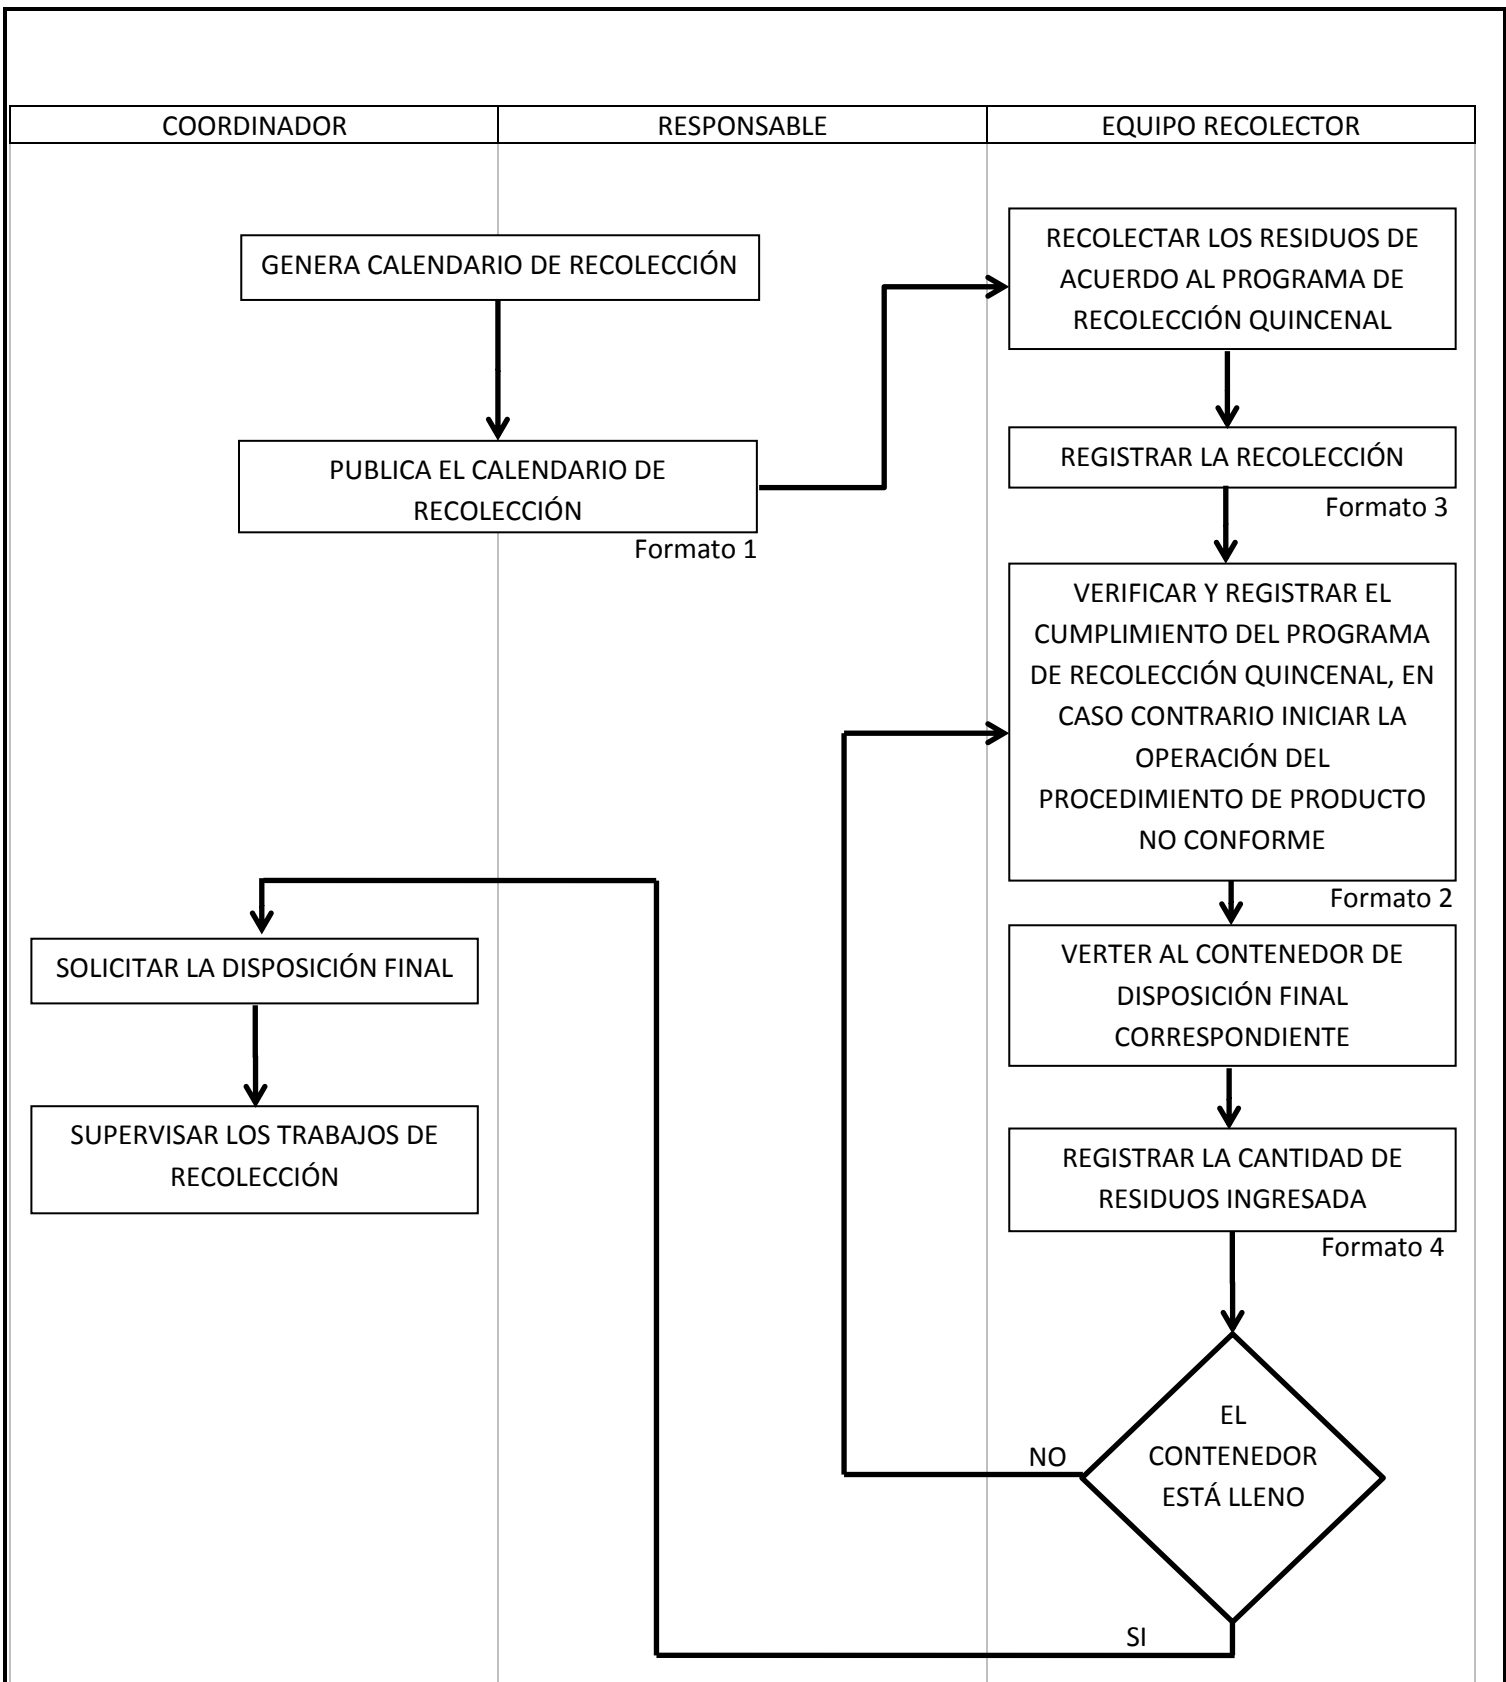 COORDINADOR
RESPONSABLE
EQUIPO RECOLECTOR
GENERA CALENDARIO DE RECOLECCIÓN
PUBLICA EL CALENDARIO DE
RECOLECCIÓN
Formato 1
RECOLECTAR LOS RESIDUOS DE
ACUERDO AL PROGRAMA DE
RECOLECCIÓN QUINCENAL
REGISTRAR LA RECOLECCIÓN
Formato 3
VERIFICAR Y REGISTRAR EL
CUMPLIMIENTO DEL PROGRAMA
DE RECOLECCIÓN QUINCENAL, EN
CASO CONTRARIO INICIAR LA
OPERACIÓN DEL
PROCEDIMIENTO DE PRODUCTO
NO CONFORME
Formato 2
VERTER AL CONTENEDOR DE
DISPOSICIÓN FINAL
CORRESPONDIENTE
REGISTRAR LA CANTIDAD DE
RESIDUOS INGRESADA
Formato 4
EL
CONTENEDOR
ESTÁ LLENO
NO
SI
SOLICITAR LA DISPOSICIÓN FINAL
SUPERVISAR LOS TRABAJOS DE
RECOLECCIÓN